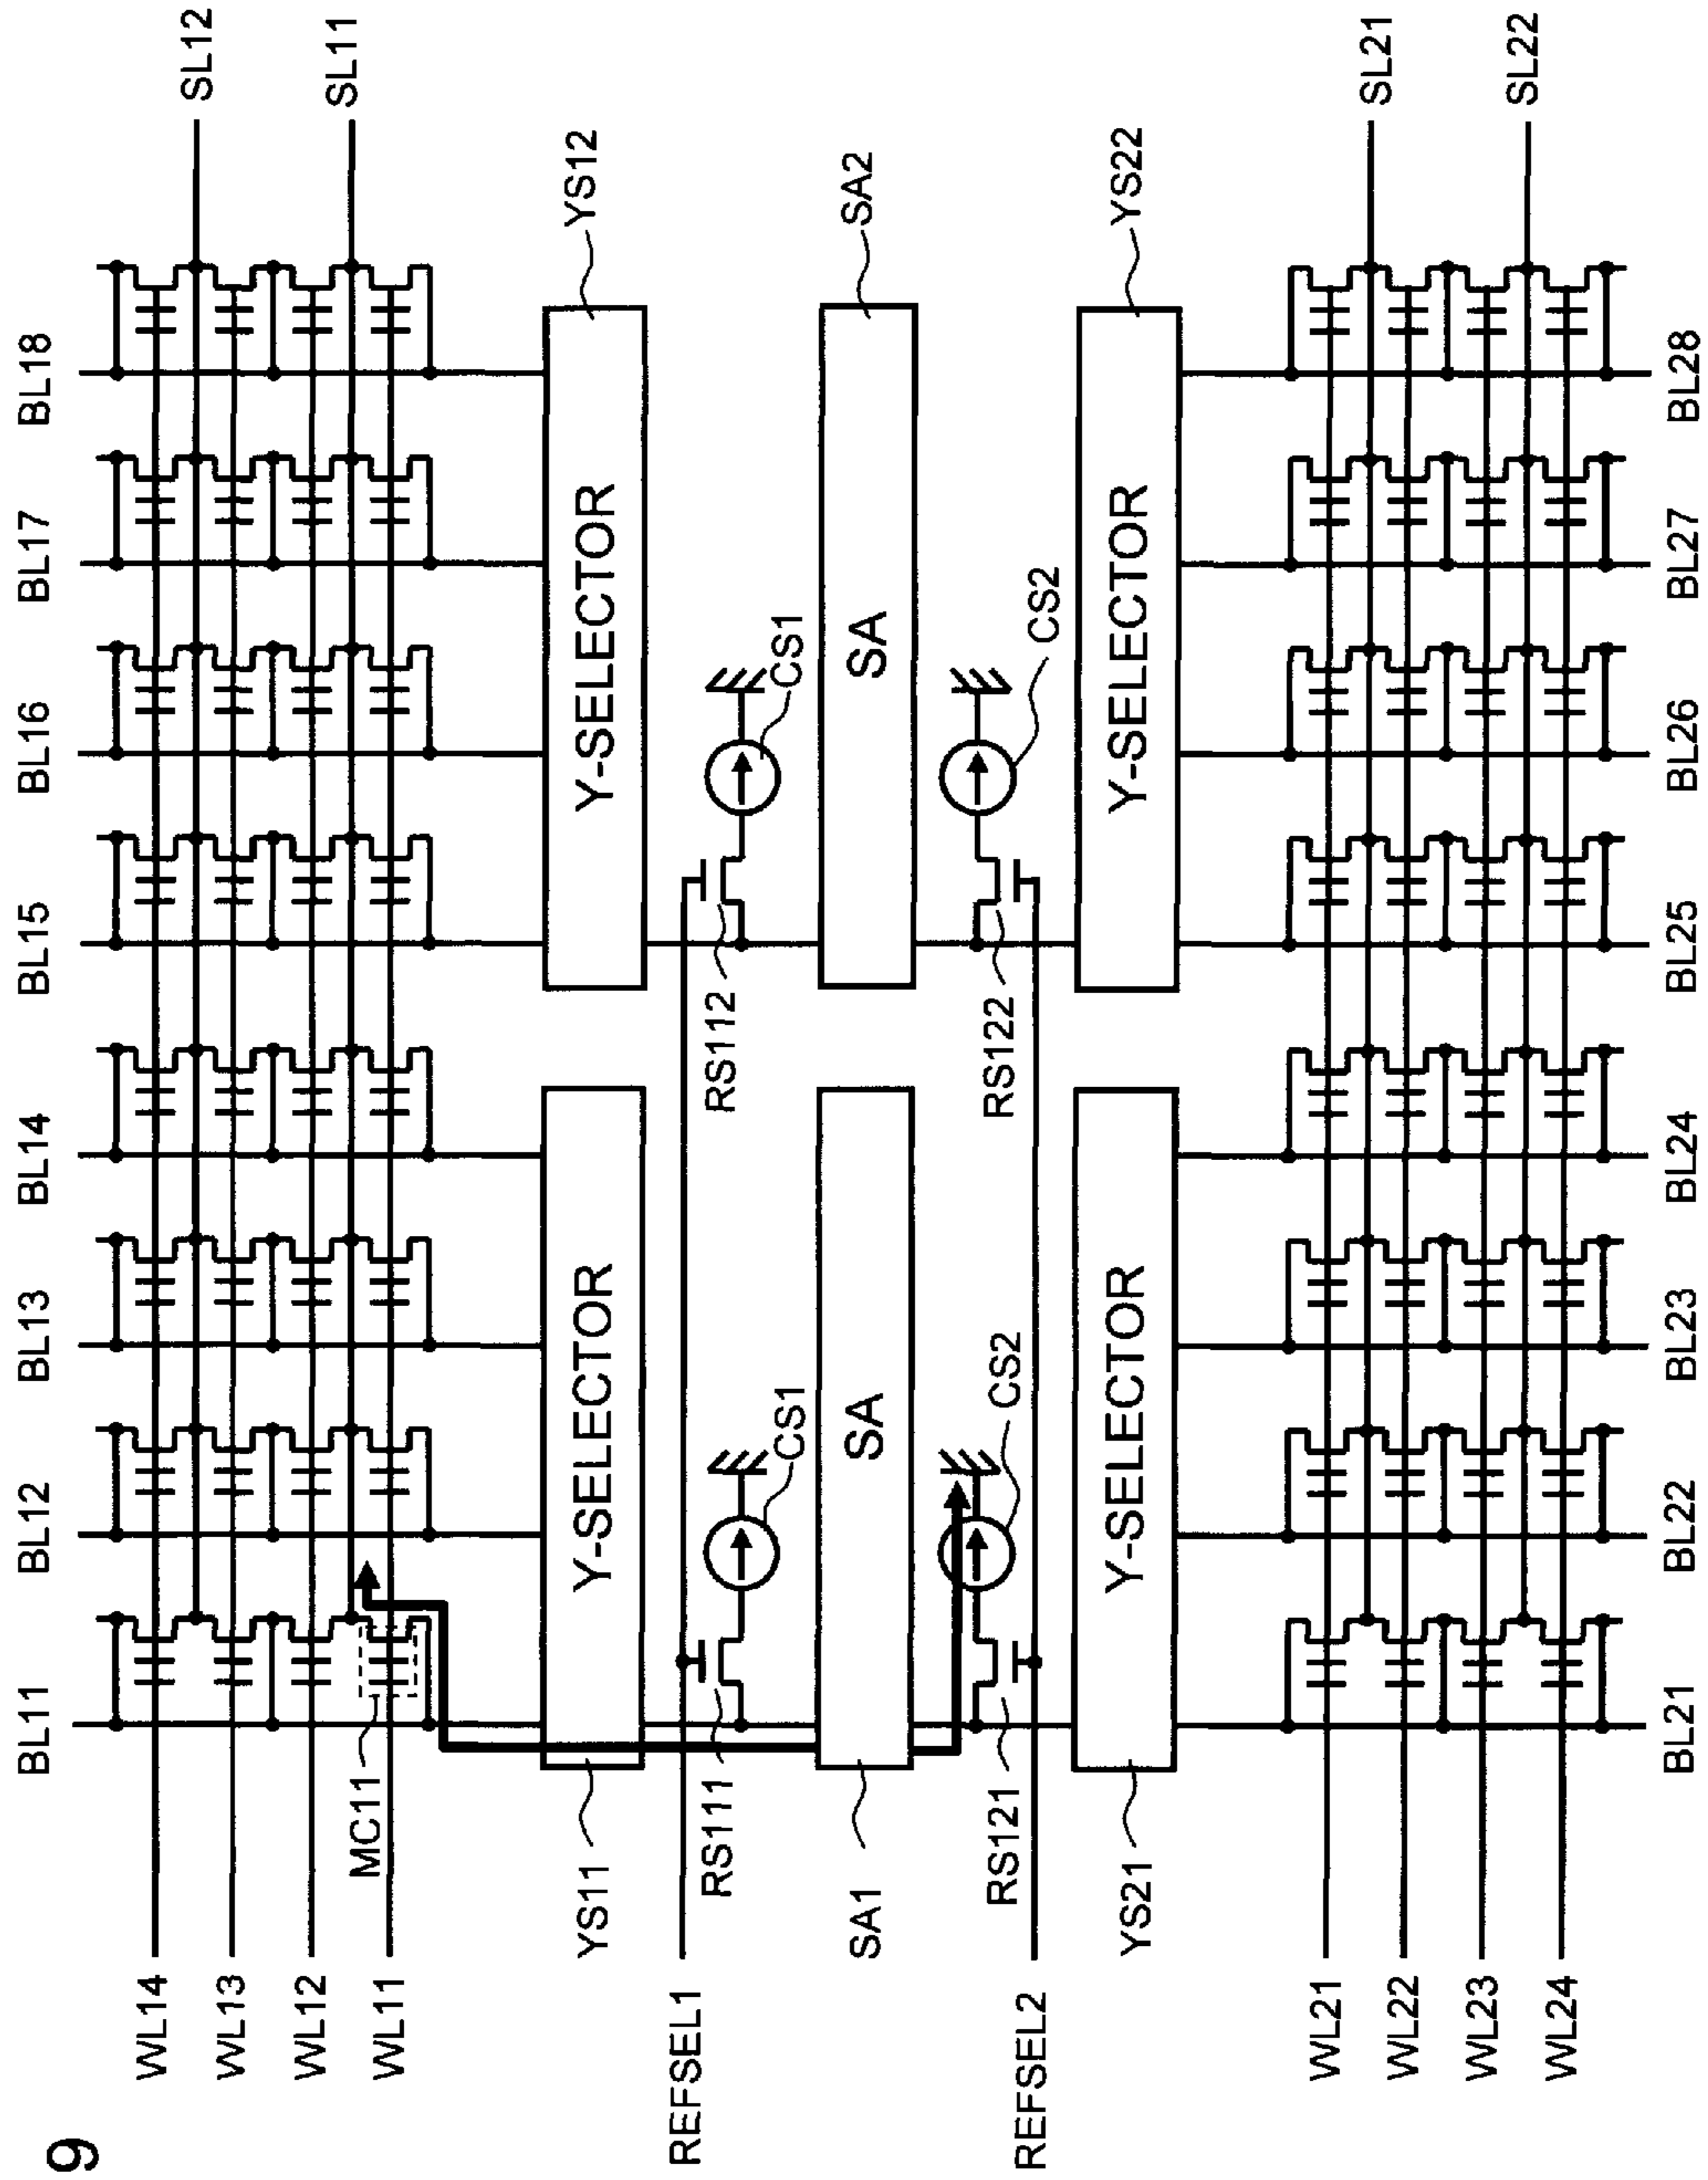 9
BL11 BL12 BL13 BL14 BL15 BL16 BL17 BL18
WL14
SL12
WL13
WL12
SL11
MC11
WL11
YS11 Y-SELECTOR Y-SELECTOR YS12
REFSEL1
RS111 CS1 RS112 CS1
SA1 SA SA SA2
RS121 CS2 RS122 CS2
REFSEL2
YS21 Y-SELECTOR Y-SELECTOR YS22
WL21
SL21
WL22
WL23
SL22
WL24
BL21 BL22 BL23 BL24 BL25 BL26 BL27 BL28